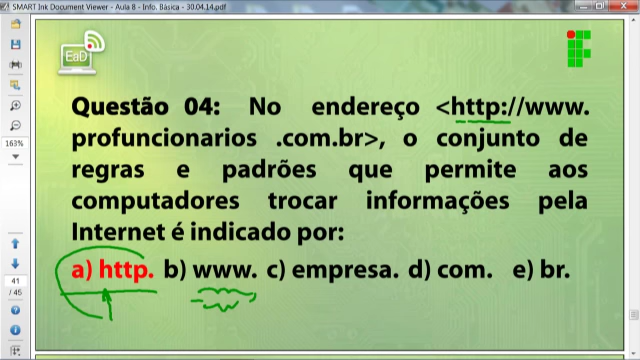 SMART Ink Document Viewer - Aula 8 - Info. Básica - 30.04.14.pdf
EaD
Questão 04: No endereço <http://www.
profuncionarios .com.br>, o conjunto de
regras e padrões que permite aos
computadores trocar informações pela
Internet é indicado por:
a) http. b) www. c) empresa. d) com. e) br.
163%
41
/ 45